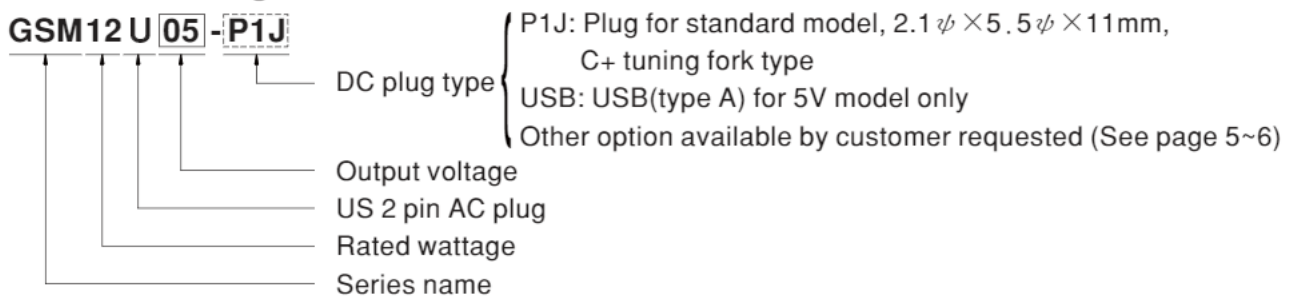 GSM12 U 05 - P1J
P1J: Plug for standard model, 2.1ψ×5.5ψ×11mm,
C+ tuning fork type
DC plug type
USB: USB(type A) for 5V model only
Other option available by customer requested (See page 5~6)
Output voltage
US 2 pin AC plug
Rated wattage
Series name